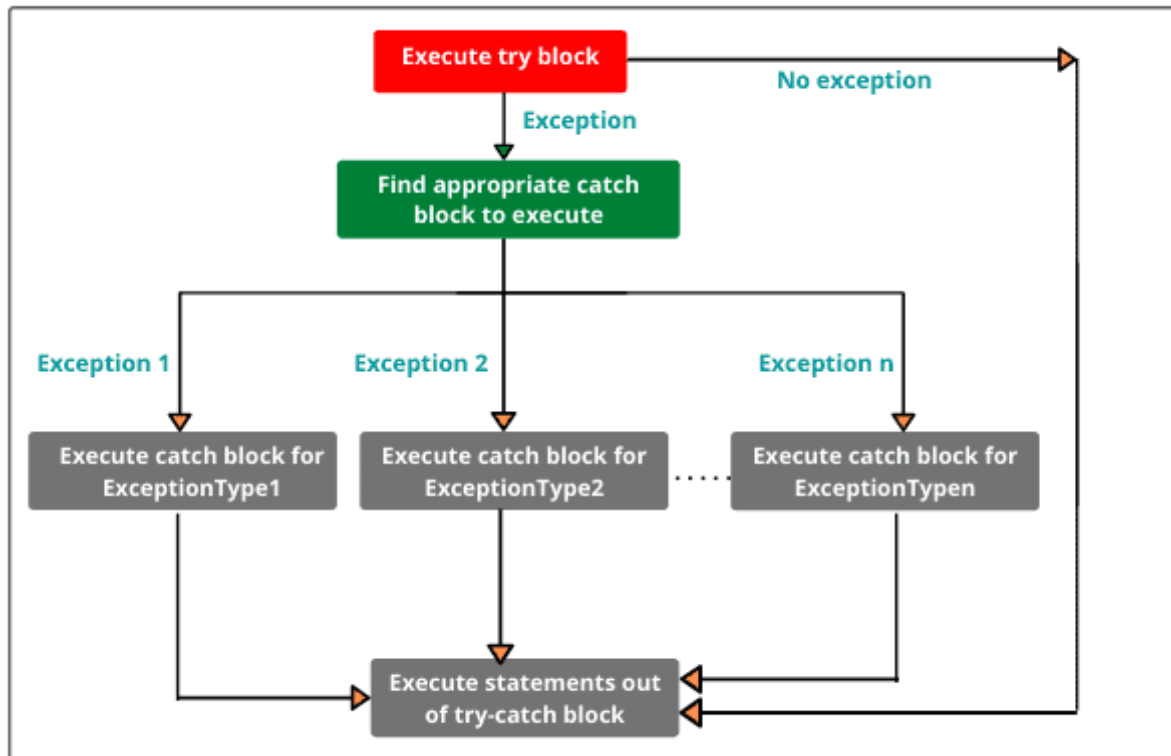 Execute try block
No exception
Exception
Find appropriate catch
block to execute
Exception 1
Exception 2
Exception n
Execute catch block for
ExceptionType1
Execute catch block for
ExceptionType2
......
Execute catch block for
ExceptionTypen
Execute statements out
of try-catch block